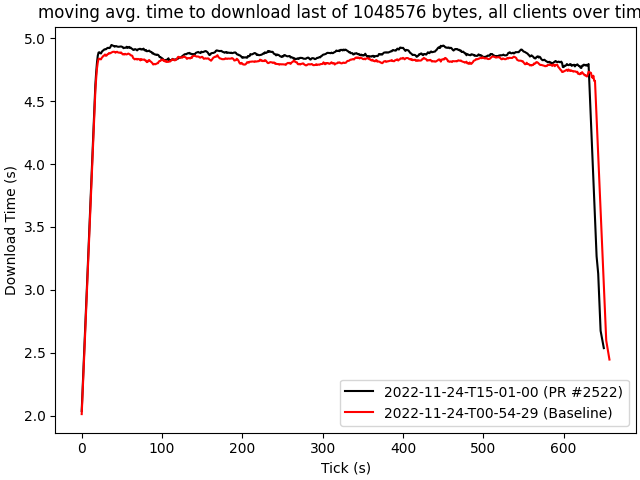 moving avg. time to download last of 1048576 bytes, all clients over tim
5.0
4.5
4.0
3.5
3.0
2.5
2.0
Download Time (s)
0 100 200 300 400 500 600
Tick (s)
2022-11-24-T15-01-00 (PR #2522)
2022-11-24-T00-54-29 (Baseline)